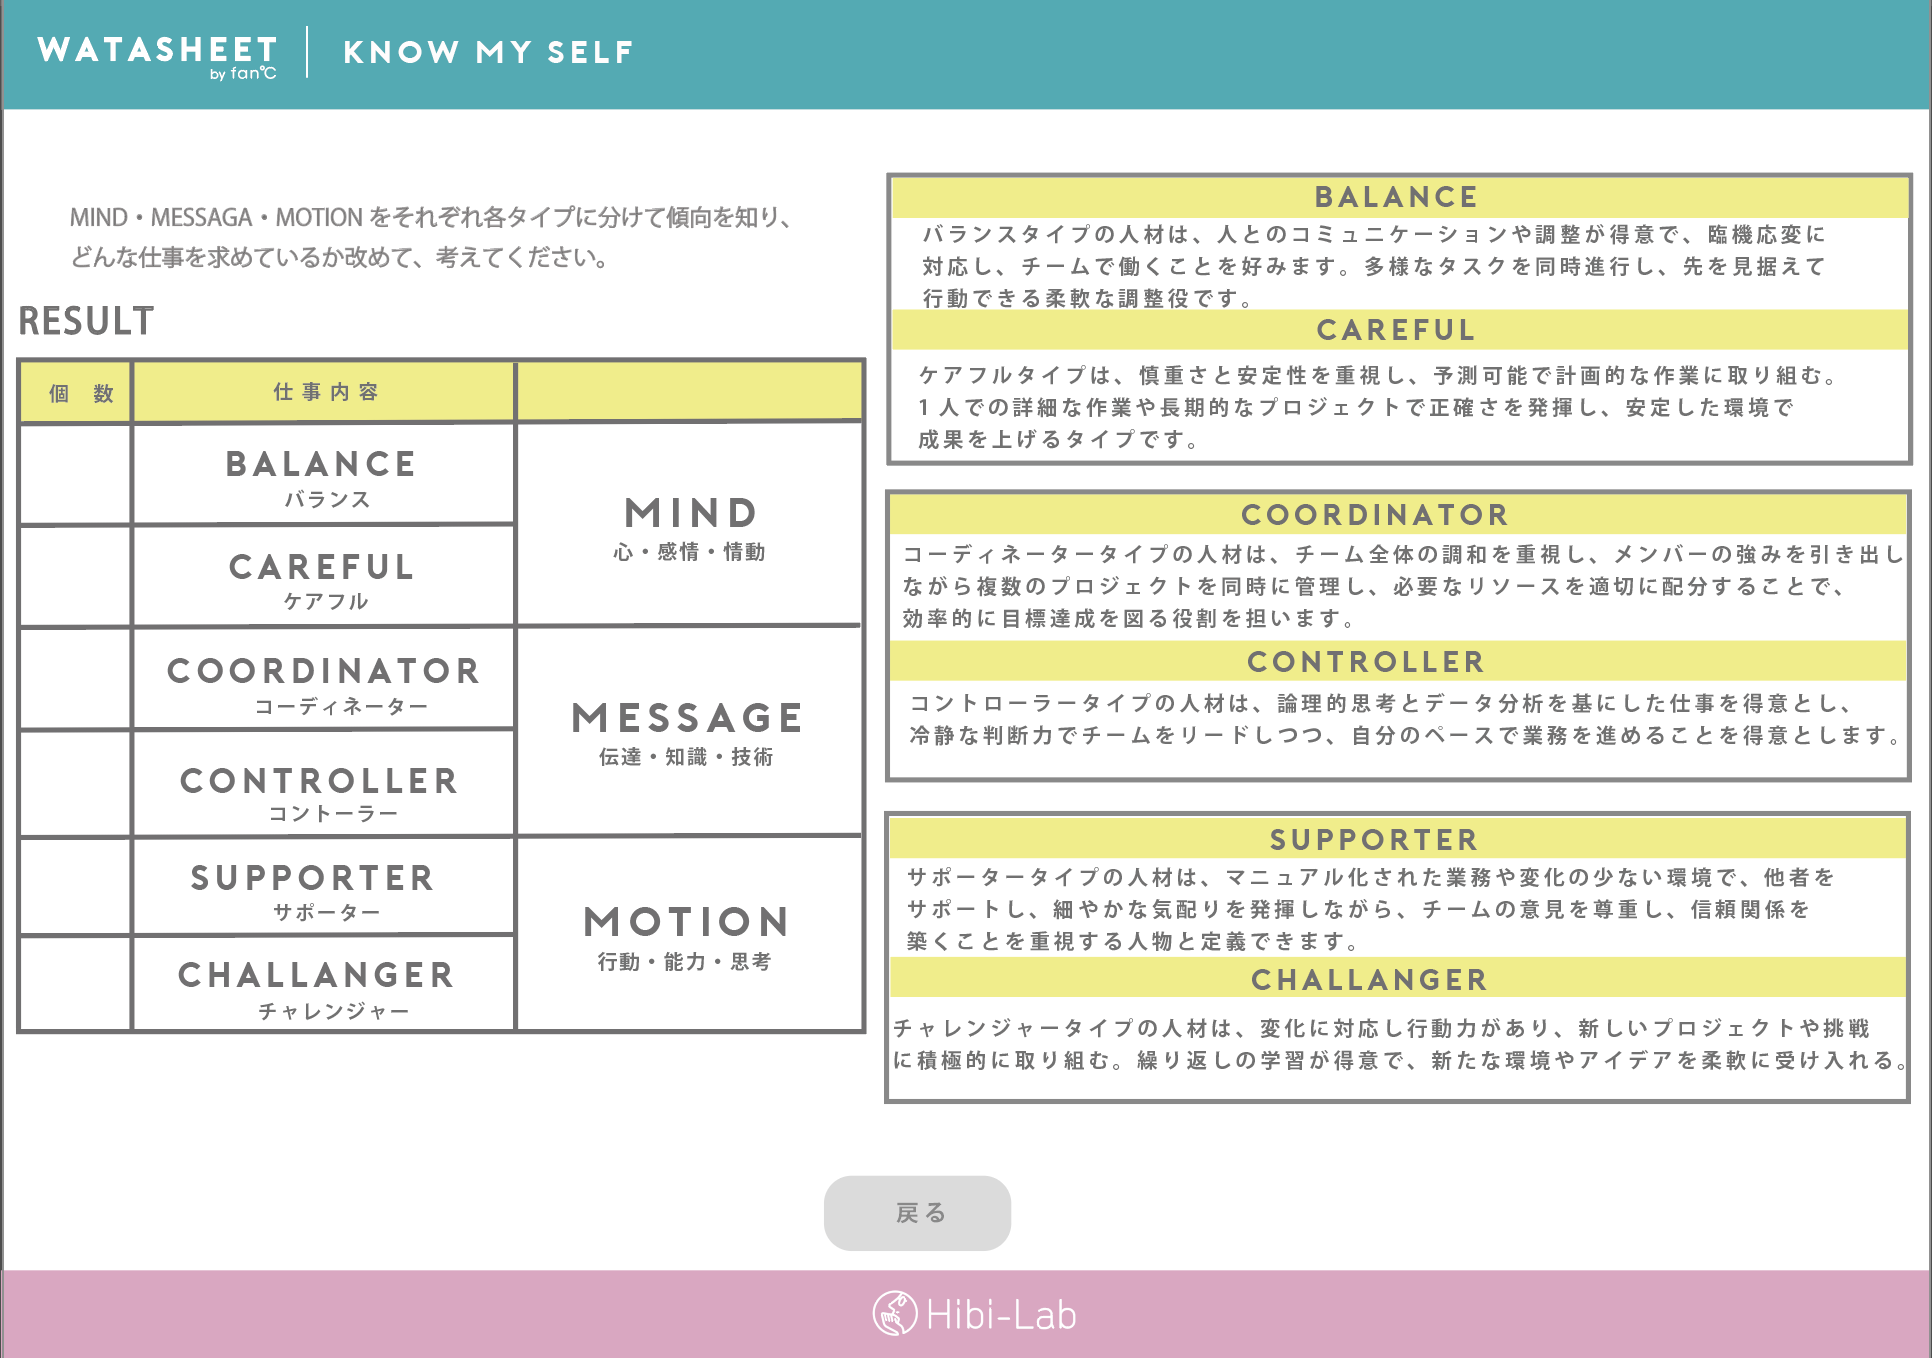 WATASHEET
by fan℃
KNOW MY SELF
MIND・MESSAGA・MOTION をそれぞれ各タイプに分けて傾向を知り、
どんな仕事を求めているか改めて、考えてください。
RESULT
個 数
仕事内容
BALANCE
バランス
CAREFUL
ケアフル
MIND
心・感情・情動
COORDINATOR
コーディネーター
CONTROLLER
コントーラー
MESSAGE
伝達・知識・技術
SUPPORTER
サポーター
CHALLANGER
チャレンジャー
MOTION
行動・能力・思考
BALANCE
バランスタイプの人材は、人とのコミュニケーションや調整が得意で、臨機応変に
対応し、チームで働くことを好みます。多様なタスクを同時進行し、先を見据えて
行動できる柔軟な調整役です。
CAREFUL
ケアフルタイプは、慎重さと安定性を重視し、予測可能で計画的な作業に取り組む。
1 人での詳細な作業や長期的なプロジェクトで正確さを発揮し、安定した環境で
成果を上げるタイプです。
COORDINATOR
コーディネータータイプの人材は、チーム全体の調和を重視し、メンバーの強みを引き出し
ながら複数のプロジェクトを同時に管理し、必要なリソースを適切に配分することで、
効率的に目標達成を図る役割を担います。
CONTROLLER
コントローラータイプの人材は、論理的思考とデータ分析を基にした仕事を得意とし、
冷静な判断力でチームをリードしつつ、自分のペースで業務を進めることを得意とします。
SUPPORTER
サポータータイプの人材は、マニュアル化された業務や変化の少ない環境で、他者を
サポートし、細やかな気配りを発揮しながら、チームの意見を尊重し、信頼関係を
築くことを重視する人物と定義できます。
CHALLANGER
チャレンジャータイプの人材は、変化に対応し行動力があり、新しいプロジェクトや挑戦
に積極的に取り組む。繰り返しの学習が得意で、新たな環境やアイデアを柔軟に受け入れる。
戻る
Hibi-Lab